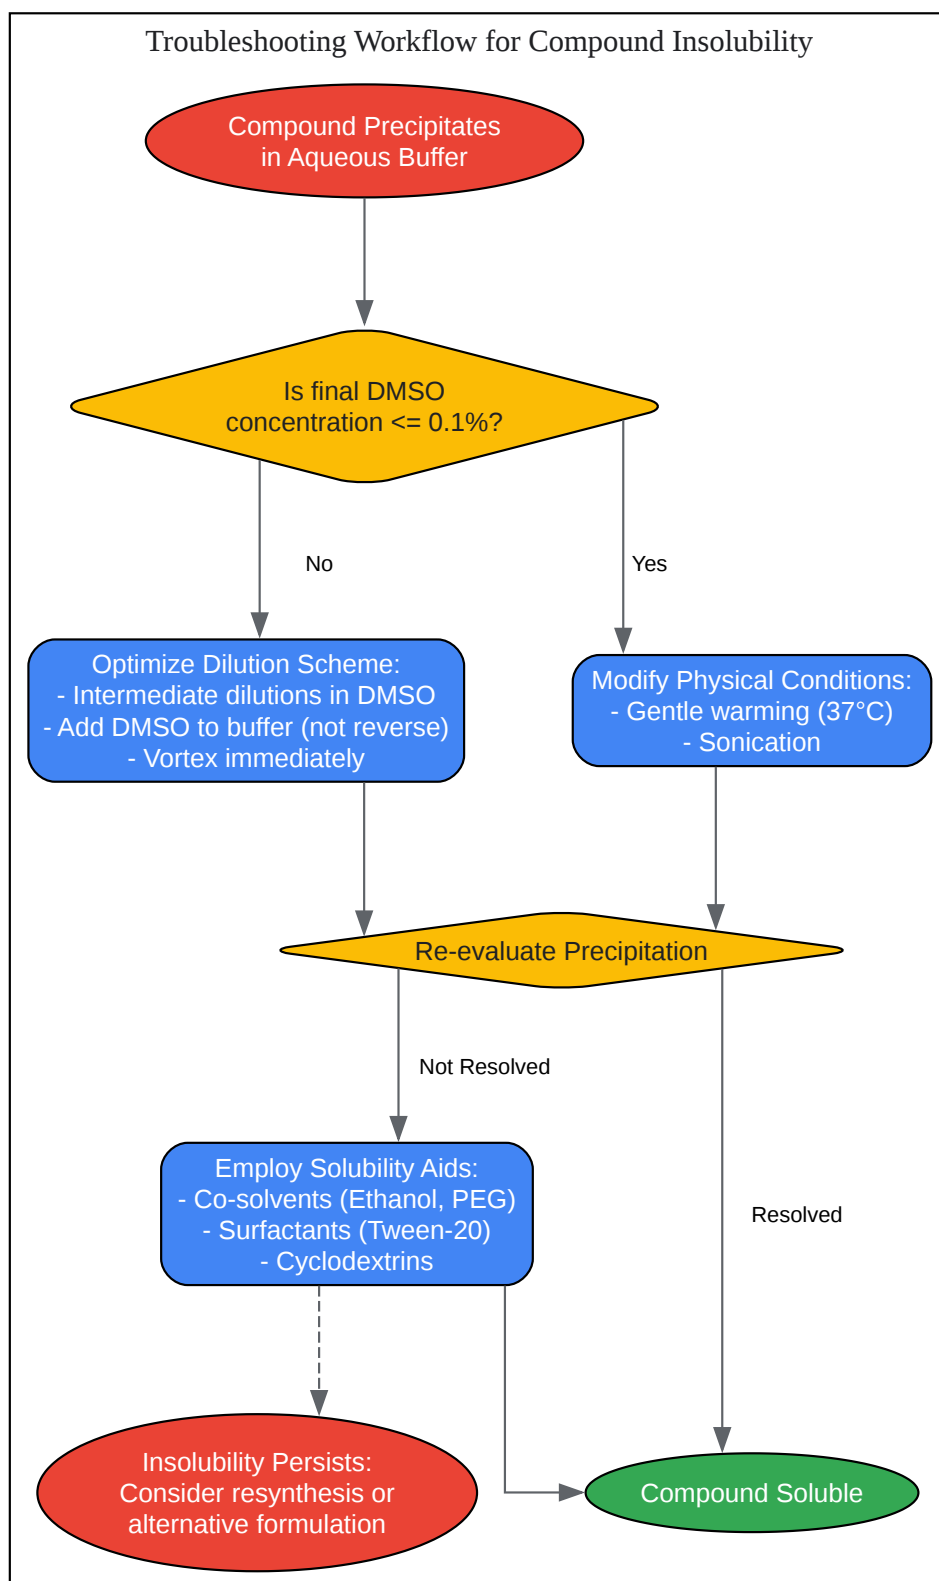 Troubleshooting Workflow for Compound Insolubility
Compound Precipitates
in Aqueous Buffer
Is final DMSO
concentration <= 0.1%?
No
Yes
Optimize Dilution Scheme:
- Intermediate dilutions in DMSO
- Add DMSO to buffer (not reverse)
- Vortex immediately
Modify Physical Conditions:
- Gentle warming (37°C)
- Sonication
Re-evaluate Precipitation
Not Resolved
Employ Solubility Aids:
- Co-solvents (Ethanol, PEG)
- Surfactants (Tween-20)
- Cyclodextrins
Resolved
Insolubility Persists:
Consider resynthesis or
alternative formulation
Compound Soluble